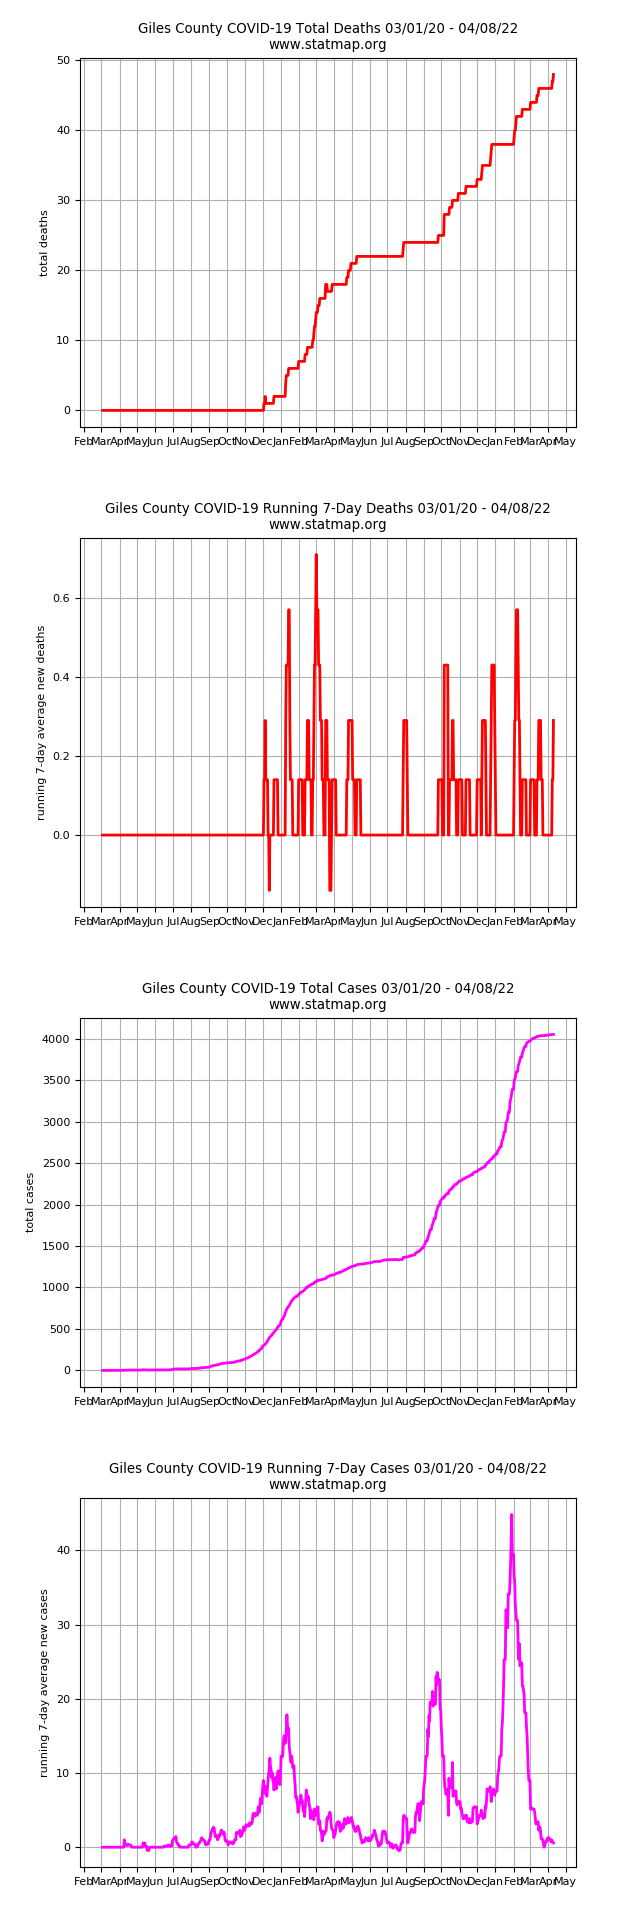 Giles County COVID-19 Total Deaths 03/01/20 - 04/08/22
www.statmap.org
50
40
30
20
10
0
total deaths
Feb Mar Apr May Jun Jul Aug Sep Oct Nov Dec Jan Feb Mar Apr May Jun Jul Aug Sep Oct Nov Dec Jan Feb Mar Apr May
Giles County COVID-19 Running 7-Day Deaths 03/01/20 - 04/08/22
www.statmap.org
0.6
0.4
0.2
0.0
running 7-day average new deaths
Feb Mar Apr May Jun Jul Aug Sep Oct Nov Dec Jan Feb Mar Apr May Jun Jul Aug Sep Oct Nov Dec Jan Feb Mar Apr May
Giles County COVID-19 Total Cases 03/01/20 - 04/08/22
www.statmap.org
4000
3500
3000
2500
2000
1500
1000
500
0
total cases
Feb Mar Apr May Jun Jul Aug Sep Oct Nov Dec Jan Feb Mar Apr May Jun Jul Aug Sep Oct Nov Dec Jan Feb Mar Apr May
Giles County COVID-19 Running 7-Day Cases 03/01/20 - 04/08/22
www.statmap.org
40
30
20
10
0
running 7-day average new cases
Feb Mar Apr May Jun Jul Aug Sep Oct Nov Dec Jan Feb Mar Apr May Jun Jul Aug Sep Oct Nov Dec Jan Feb Mar Apr May